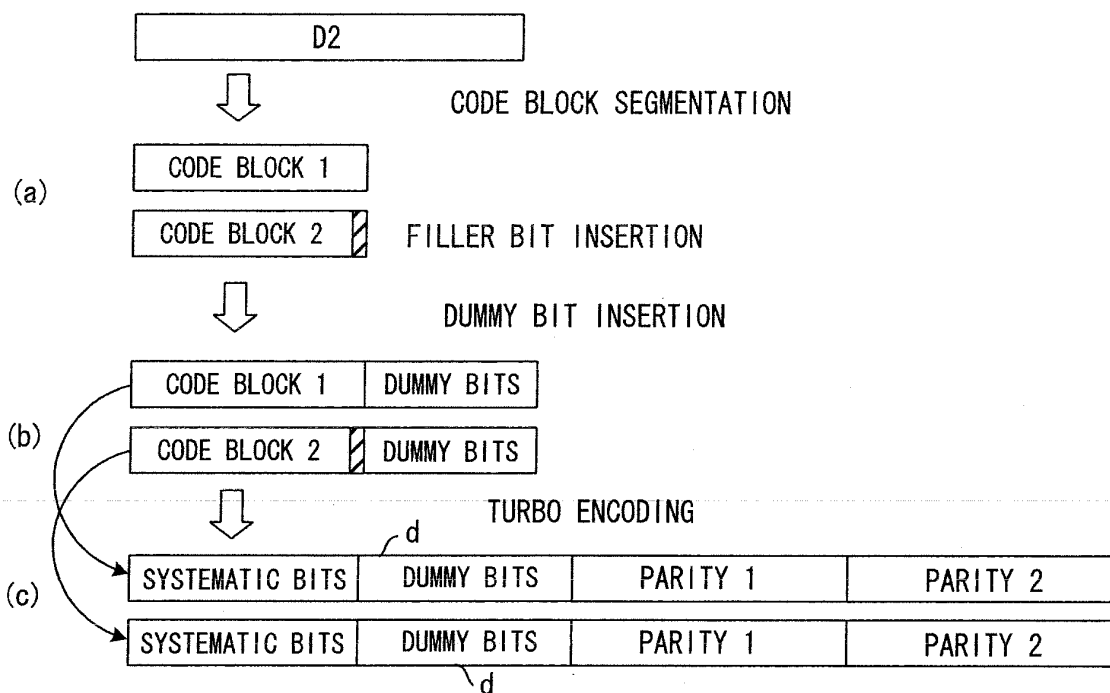 D2
CODE BLOCK SEGMENTATION
CODE BLOCK 1
(a)
CODE BLOCK 2 FILLER BIT INSERTION
DUMMY BIT INSERTION
CODE BLOCK 1 DUMMY BITS
(b)
CODE BLOCK 2 DUMMY BITS
TURBO ENCODING
d
SYSTEMATIC BITS DUMMY BITS PARITY 1 PARITY 2
(c)
SYSTEMATIC BITS DUMMY BITS PARITY 1 PARITY 2
d